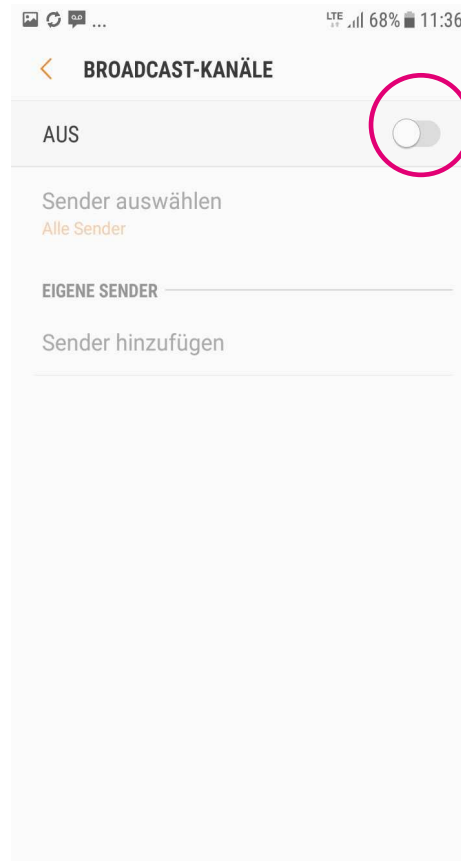 ... LTE 68% 11:36
BROADCAST-KANÄLE
AUS
Sender auswählen
Alle Sender
EIGENE SENDER
Sender hinzufügen